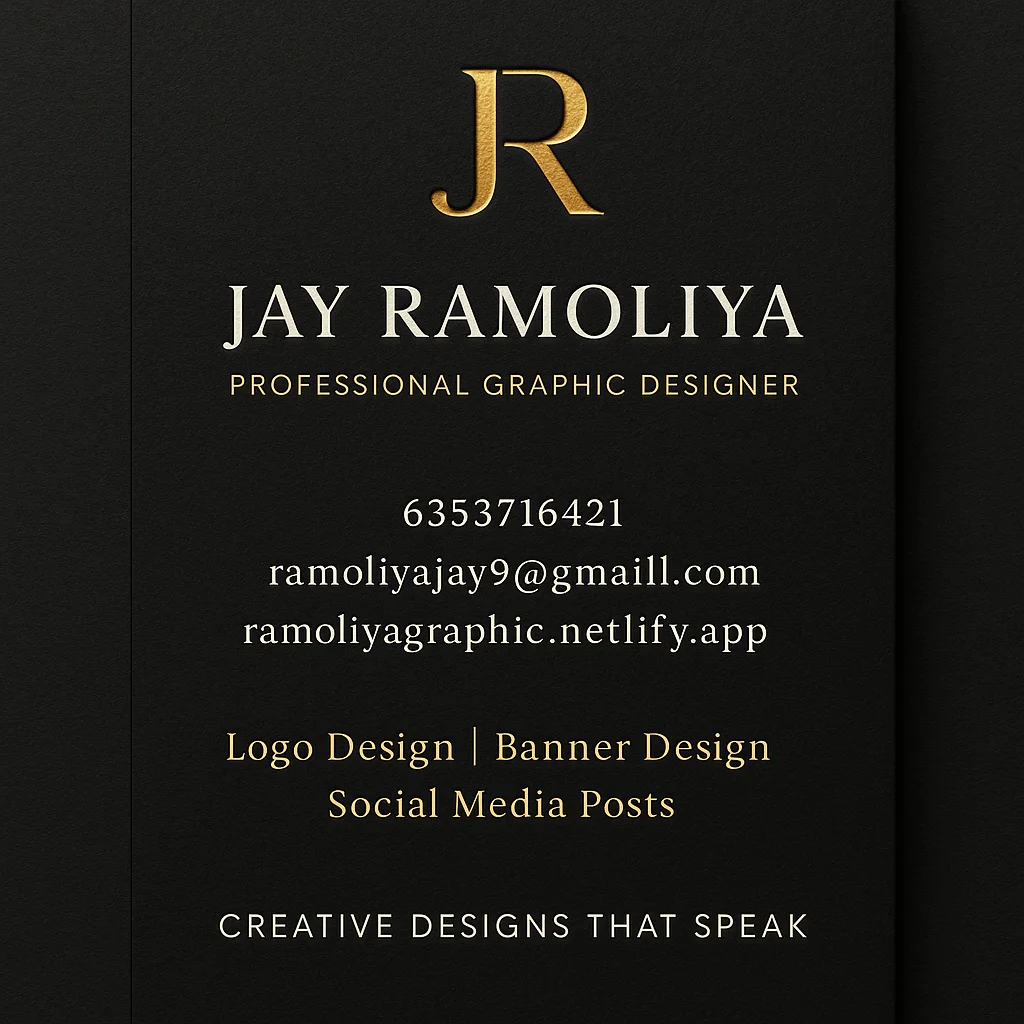 JR
JAY RAMOLIYA
PROFESSIONAL GRAPHIC DESIGNER
6353716421
ramoliyajay9@gmaill.com
ramoliyagraphic.netlify.app
Logo Design | Banner Design
Social Media Posts
CREATIVE DESIGNS THAT SPEAK